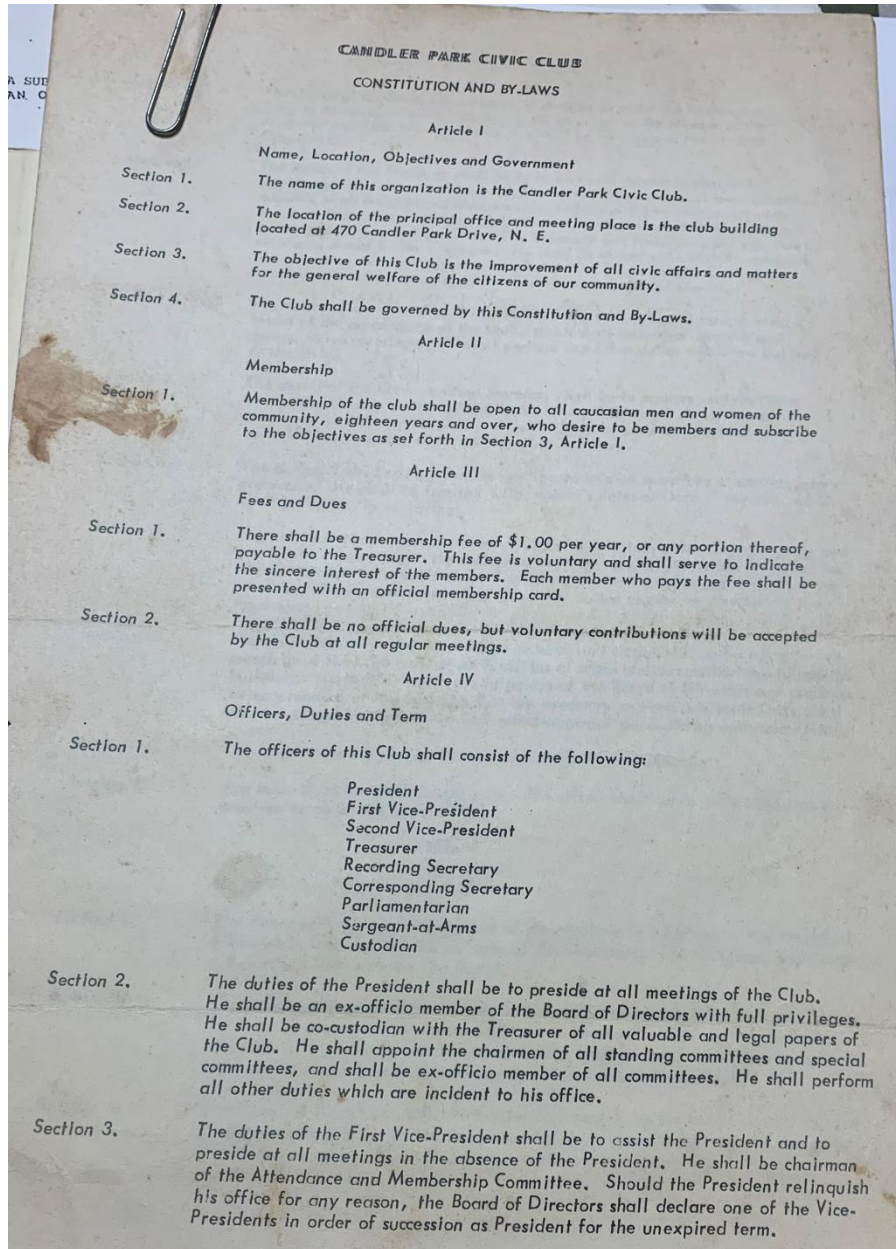 A SUB
AN. O
CANDLER PARK CIVIC CLUB
CONSTITUTION AND BY-LAWS
Article I
Name, Location, Objectives and Government
Section 1. The name of this organization is the Candler Park Civic Club.
Section 2. The location of the principal office and meeting place is the club building
located at 470 Candler Park Drive, N. E.
Section 3. The objective of this Club is the improvement of all civic affairs and matters
for the general welfare of the citizens of our community.
Section 4. The Club shall be governed by this Constitution and By-Laws.
Article II
Membership
Section 1. Membership of the club shall be open to all caucasian men and women of the
community, eighteen years and over, who desire to be members and subscribe
to the objectives as set forth in Section 3, Article I.
Article III
Fees and Dues
Section 1. There shall be a membership fee of $1.00 per year, or any portion thereof,
payable to the Treasurer. This fee is voluntary and shall serve to indicate
the sincere interest of the members. Each member who pays the fee shall be
presented with an official membership card.
Section 2. There shall be no official dues, but voluntary contributions will be accepted
by the Club at all regular meetings.
Article IV
Officers, Duties and Term
Section 1. The officers of this Club shall consist of the following:
President
First Vice-President
Second Vice-President
Treasurer
Recording Secretary
Corresponding Secretary
Parliamentarian
Sergeant-at-Arms
Custodian
Section 2. The duties of the President shall be to preside at all meetings of the Club.
He shall be an ex-officio member of the Board of Directors with full privileges.
He shall be co-custodian with the Treasurer of all valuable and legal papers of
the Club. He shall appoint the chairmen of all standing committees and special
committees, and shall be ex-officio member of all committees. He shall perform
all other duties which are incident to his office.
Section 3. The duties of the First Vice-President shall be to assist the President and to
preside at all meetings in the absence of the President. He shall be chairman
of the Attendance and Membership Committee. Should the President relinquish
his office for any reason, the Board of Directors shall declare one of the Vice-
Presidents in order of succession as President for the unexpired term.